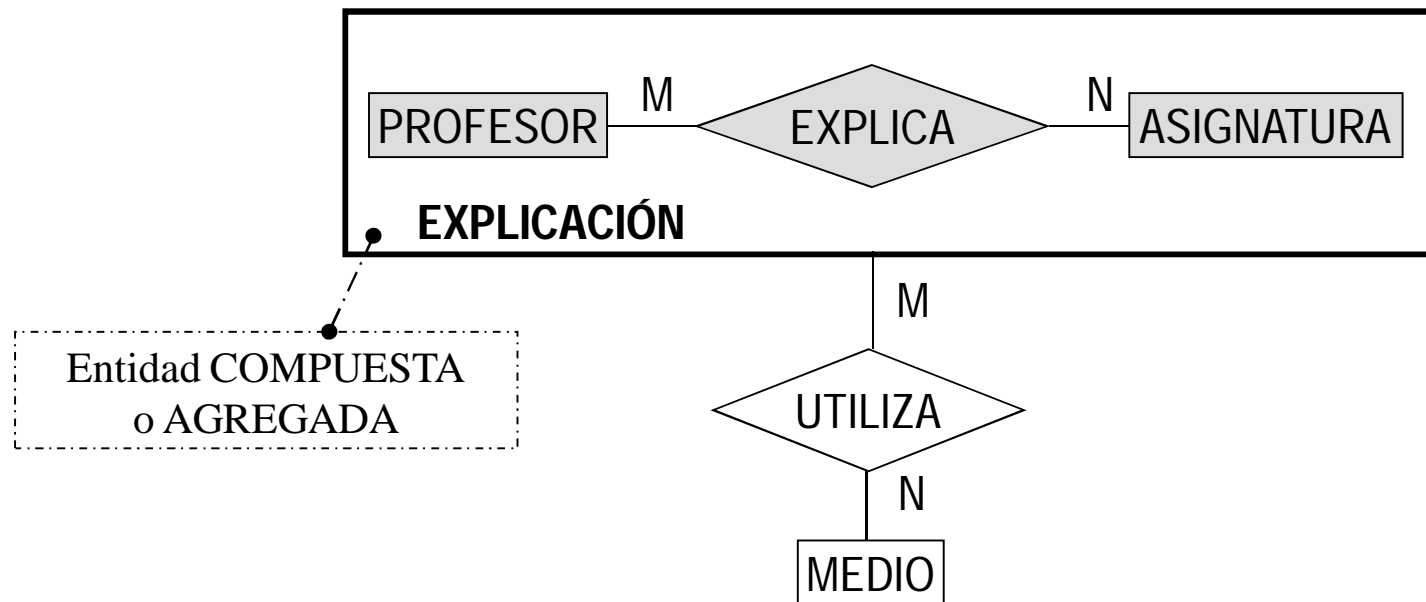 PROFESOR
M
EXPLICA
N
ASIGNATURA
EXPLICACIÓN
M
Entidad COMPUESTA
o AGREGADA
UTILIZA
N
MEDIO